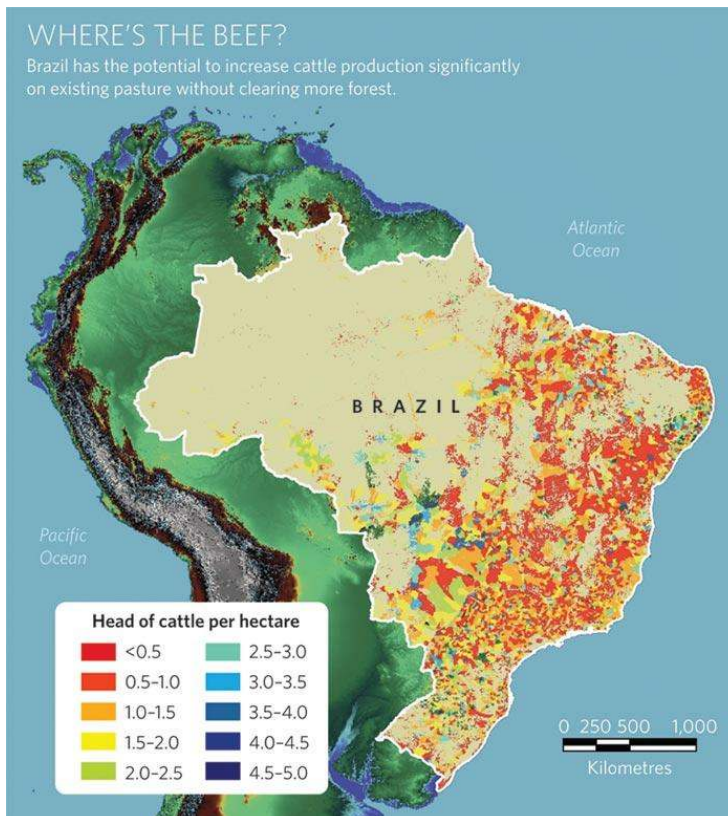 WHERE'S THE BEEF?
Brazil has the potential to increase cattle production significantly
on existing pasture without clearing more forest.
Atlantic
Ocean
BRAZIL
Pacific
Ocean
Head of cattle per hectare
<0.5
2.5–3.0
0.5–1.0
3.0–3.5
1.0–1.5
3.5–4.0
1.5–2.0
4.0–4.5
2.0–2.5
4.5–5.0
0 250 500 1,000
Kilometres